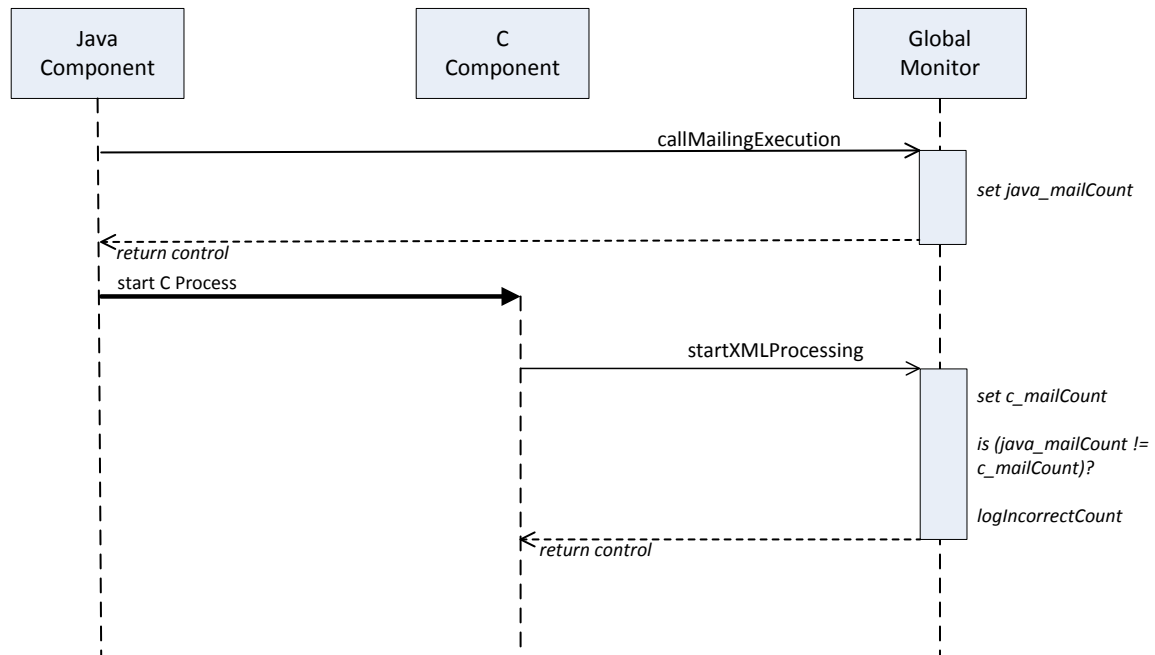 Java
Component
C
Component
Global
Monitor
callMailingExecution
set java_mailCount
return control
start C Process
startXMLProcessing
set c_mailCount
is (java_mailCount !=
c_mailCount)?
logIncorrectCount
return control